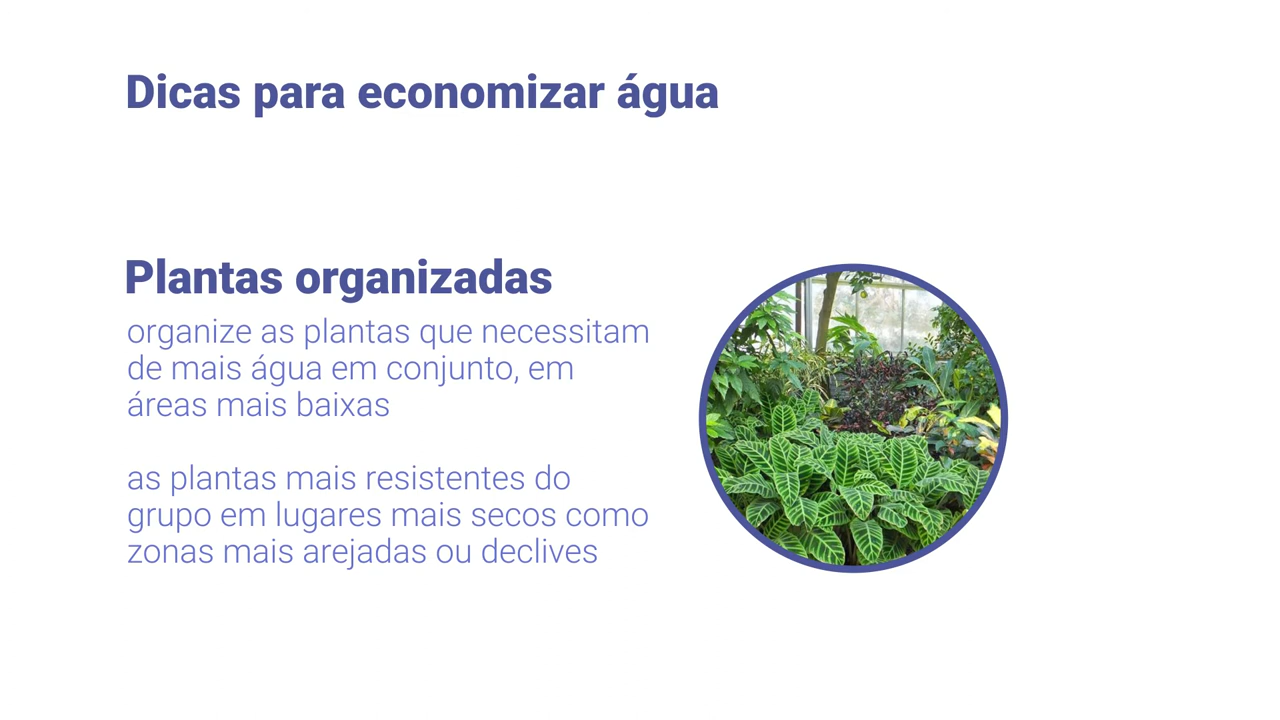 Dicas para economizar água
Plantas organizadas
organize as plantas que necessitam
de mais água em conjunto, em
áreas mais baixas
as plantas mais resistentes do
grupo em lugares mais secos como
zonas mais arejadas ou declives